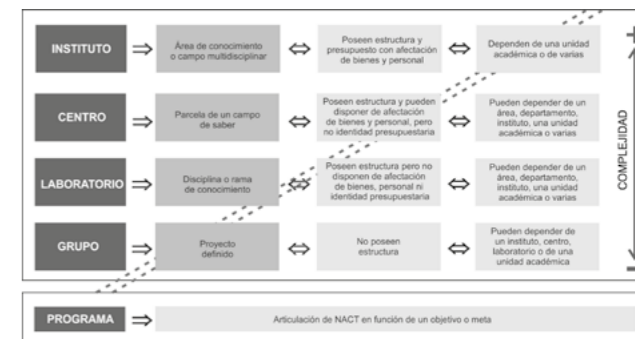 INSTITUTO
Área de conocimiento
o campo multidisciplinar
Poseen estructura y
presupuesto con afectación
de bienes y personal
Dependen de una unidad
académica o de varias
CENTRO
Parcela de un campo
de saber
Poseen estructura y pueden
disponer de afectación
de bienes y personal, pero
no identidad presupuestaria
Pueden depender de un
área, departamento,
instituto, una unidad
académica o varias
LABORATORIO
Disciplina o rama
de conocimiento
Poseen estructura pero no
disponen de afectación
de bienes, personal ni
identidad presupuestaria
Pueden depender de un
área, departamento,
instituto, una unidad
académica o varias
GRUPO
Proyecto
definido
No poseen
estructura
Pueden depender de
un instituto, centro,
laboratorio o de una
unidad académica
+
COMPLEJIDAD
PROGRAMA
Articulación de NACT en función de un objetivo o meta